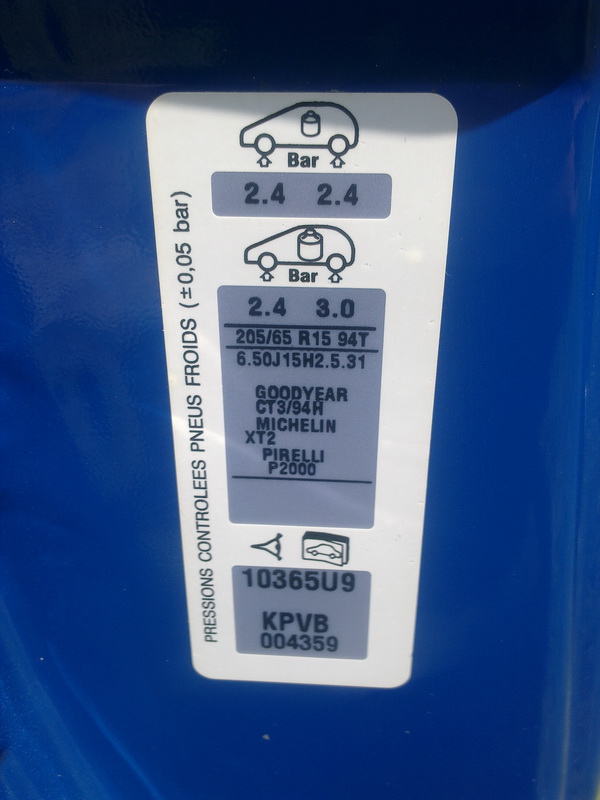 PRESSIONS CONTROLEES PNEUS FROIDS (±0,05 bar)
Bar
2.4 2.4
Bar
2.4 3.0
205/65 R15 94T
6.50J15H2.5.31
GOODYEAR
CT3/94H
MICHELIN
XT2
PIRELLI
P2000
10365U9
KPVB
004359